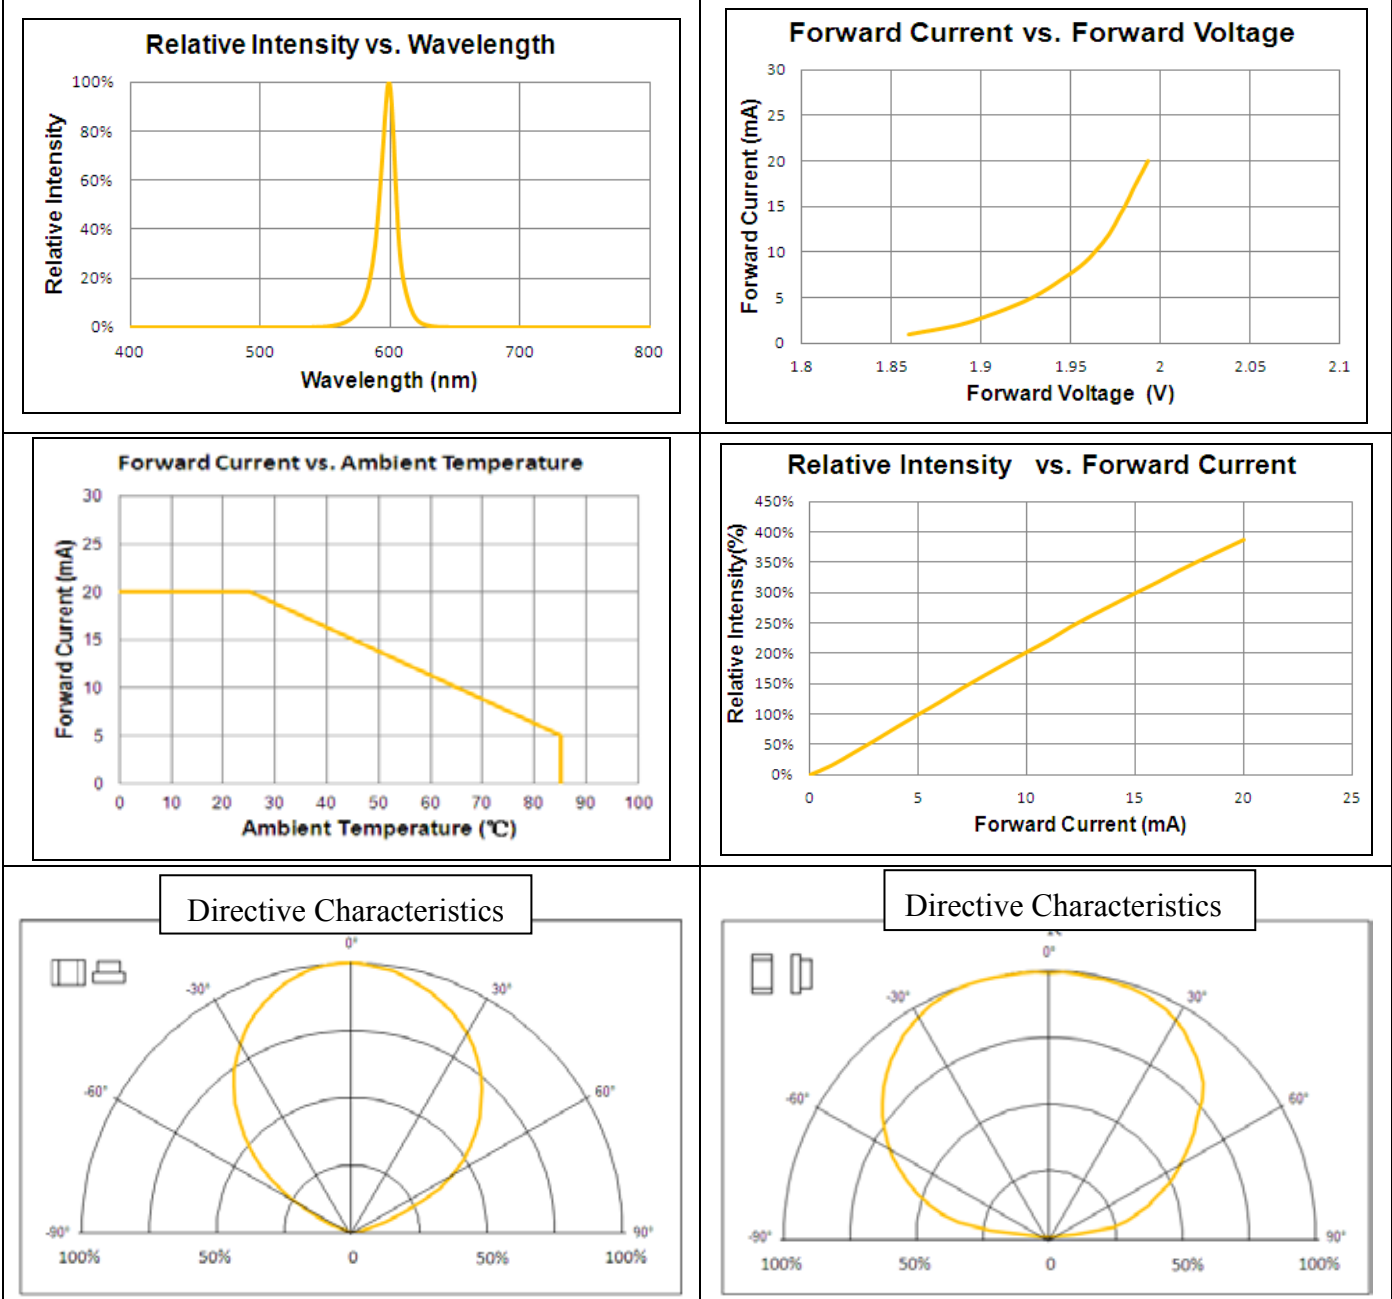 Relative Intensity vs. Wavelength
Relative Intensity
100%
80%
60%
40%
20%
0%
400 500 600 700 800
Wavelength (nm)
Forward Current vs. Forward Voltage
Forward Current (mA)
30
25
20
15
10
5
0
1.8 1.85 1.9 1.95 2 2.05 2.1
Forward Voltage (V)
Forward Current vs. Ambient Temperature
Forward Current (mA)
30
25
20
15
10
5
0
0 10 20 30 40 50 60 70 80 90 100
Ambient Temperature (℃)
Relative Intensity vs. Forward Current
Relative Intensity(%)
450%
400%
350%
300%
250%
200%
150%
100%
50%
0%
0 5 10 15 20 25
Forward Current (mA)
Directive Characteristics
0°
-30° 30°
-60° 60°
-90° 90°
100% 50% 0 50% 100%
Directive Characteristics
0°
-30° 30°
-60° 60°
-90° 90°
100% 50% 0 50% 100%